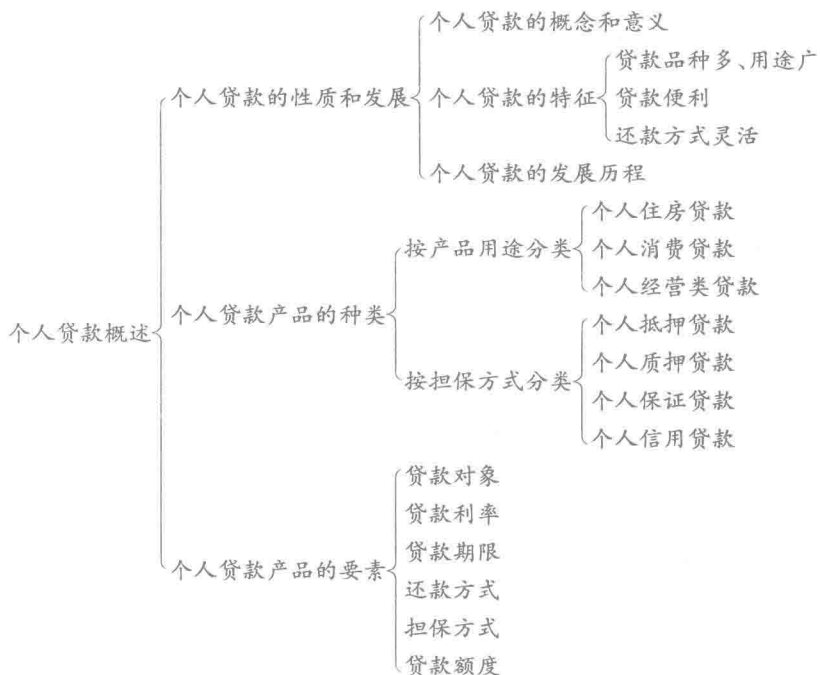 个人贷款概述
个人贷款的性质和发展
个人贷款的概念和意义
个人贷款的特征
贷款品种多、用途广
贷款便利
还款方式灵活
个人贷款的发展历程
个人贷款产品的种类
按产品用途分类
个人住房贷款
个人消费贷款
个人经营类贷款
按担保方式分类
个人抵押贷款
个人质押贷款
个人保证贷款
个人信用贷款
个人贷款产品的要素
贷款对象
贷款利率
贷款期限
还款方式
担保方式
贷款额度